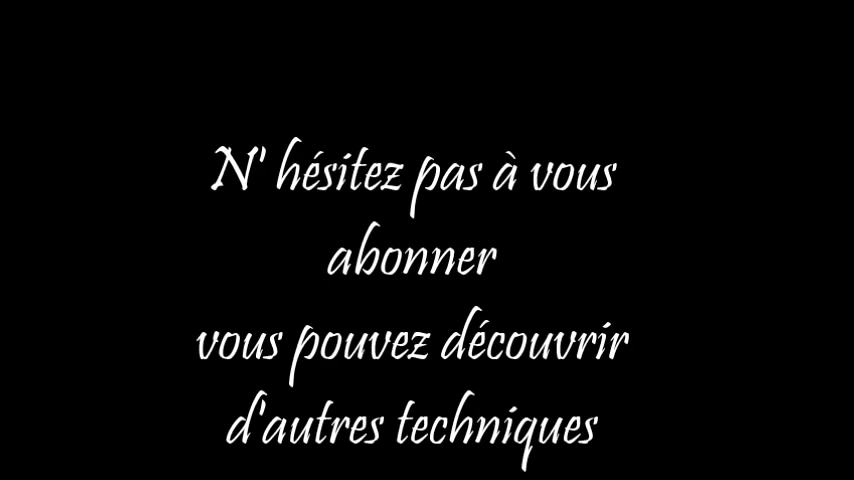 N' hésitez pas à vous
abonner
vous pouvez découvrir
d'autres techniques